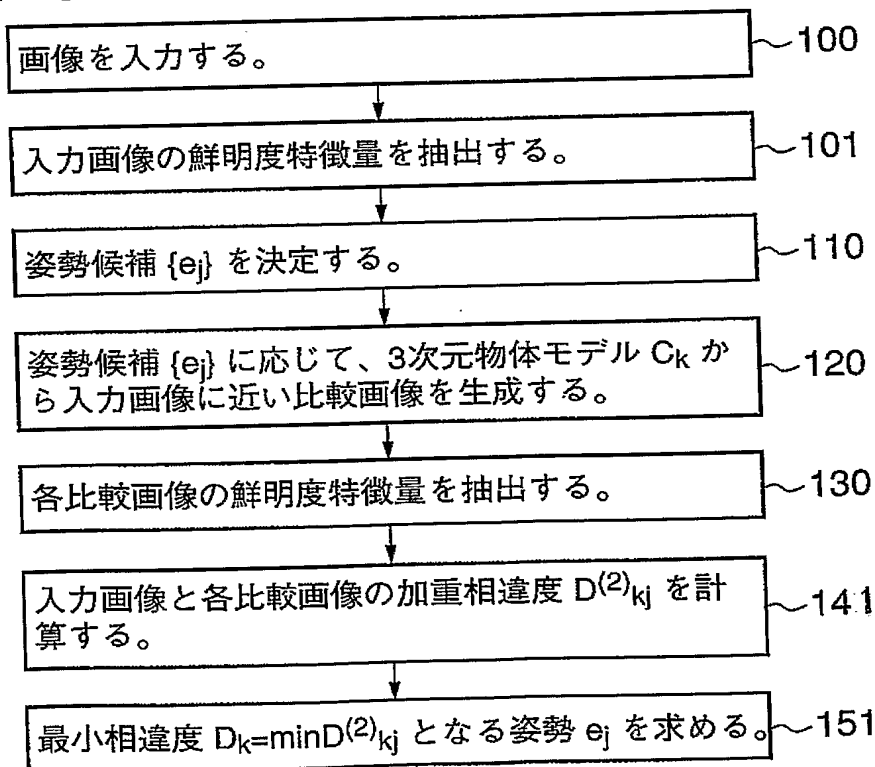 画像を入力する。 100
入力画像の鮮明度特徴量を抽出する。 101
姿勢候補 {ej} を決定する。 110
姿勢候補 {ej} に応じて、3次元物体モデル Ck か
ら入力画像に近い比較画像を生成する。 120
各比較画像の鮮明度特徴量を抽出する。 130
入力画像と各比較画像の加重相違度 D(2)kj を計
算する。 141
最小相違度 Dk=minD(2)kj となる姿勢 ej を求める。 151